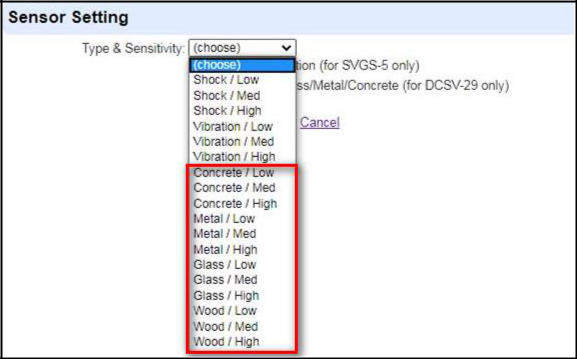 Sensor Setting
Type & Sensitivity: (choose)
(choose)
tion (for SVGS-5 only)
Shock / Low
ss/Metal/Concrete (for DCSV-29 only)
Shock / Med
Shock / High
Vibration / Low
Cancel
Vibration / Med
Vibration / High
Concrete / Low
Concrete / Med
Concrete / High
Metal / Low
Metal / Med
Metal / High
Glass / Low
Glass / Med
Glass / High
Wood / Low
Wood / Med
Wood / High